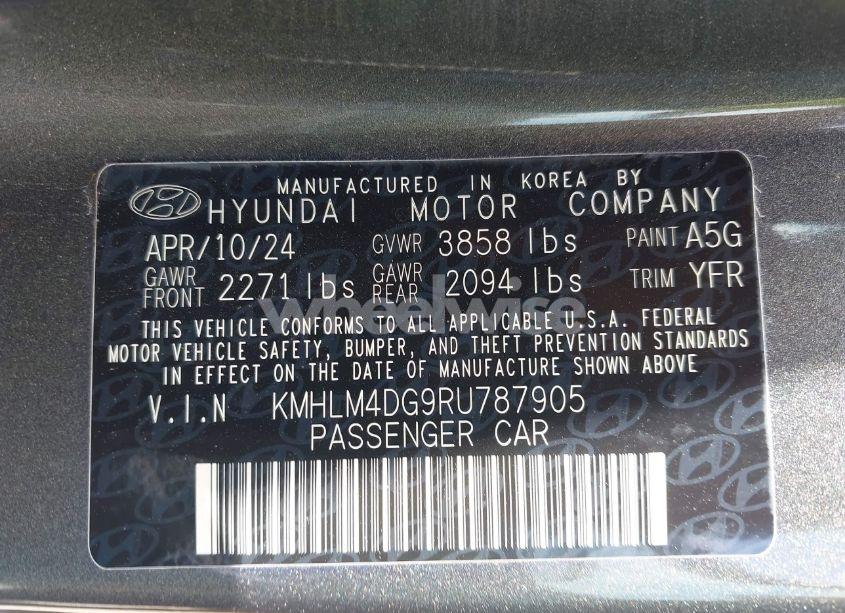 MANUFACTURED IN KOREA BY
HYUNDAI MOTOR COMPANY
APR/10/24 GVWR 3858 lbs PAINT A5G
GAWR FRONT 2271 lbs GAWR REAR 2094 lbs TRIM YFR
wheelwise
THIS VEHICLE CONFORMS TO ALL APPLICABLE U.S.A. FEDERAL
MOTOR VEHICLE SAFETY, BUMPER, AND THEFT PREVENTION STANDARDS
IN EFFECT ON THE DATE OF MANUFACTURE SHOWN ABOVE
V.I.N KMHLM4DG9RU787905
PASSENGER CAR